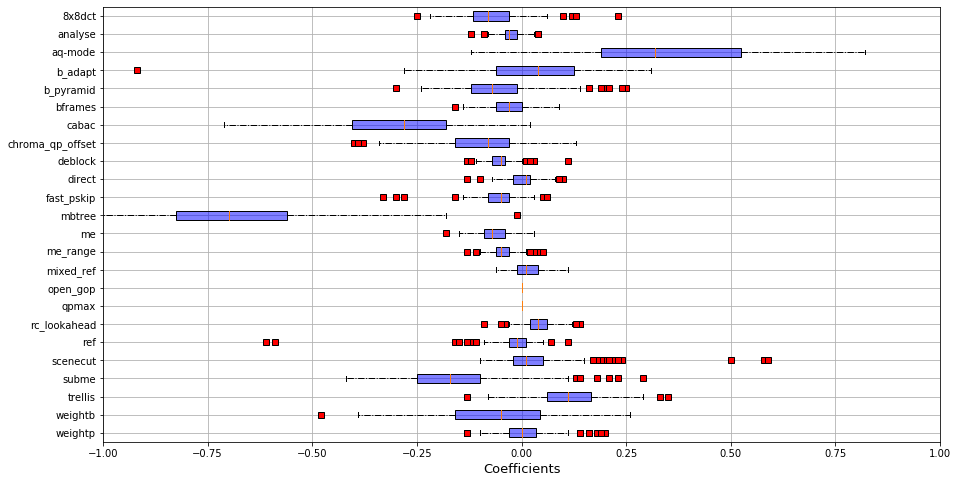 8x8dct
analyse
aq-mode
b_adapt
b_pyramid
bframes
cabac
chroma_qp_offset
deblock
direct
fast_pskip
mbtree
me
me_range
mixed_ref
open_gop
qpmax
rc_lookahead
ref
scenecut
subme
trellis
weightb
weightp
−1.00 −0.75 −0.50 −0.25 0.00 0.25 0.50 0.75 1.00
Coefficients